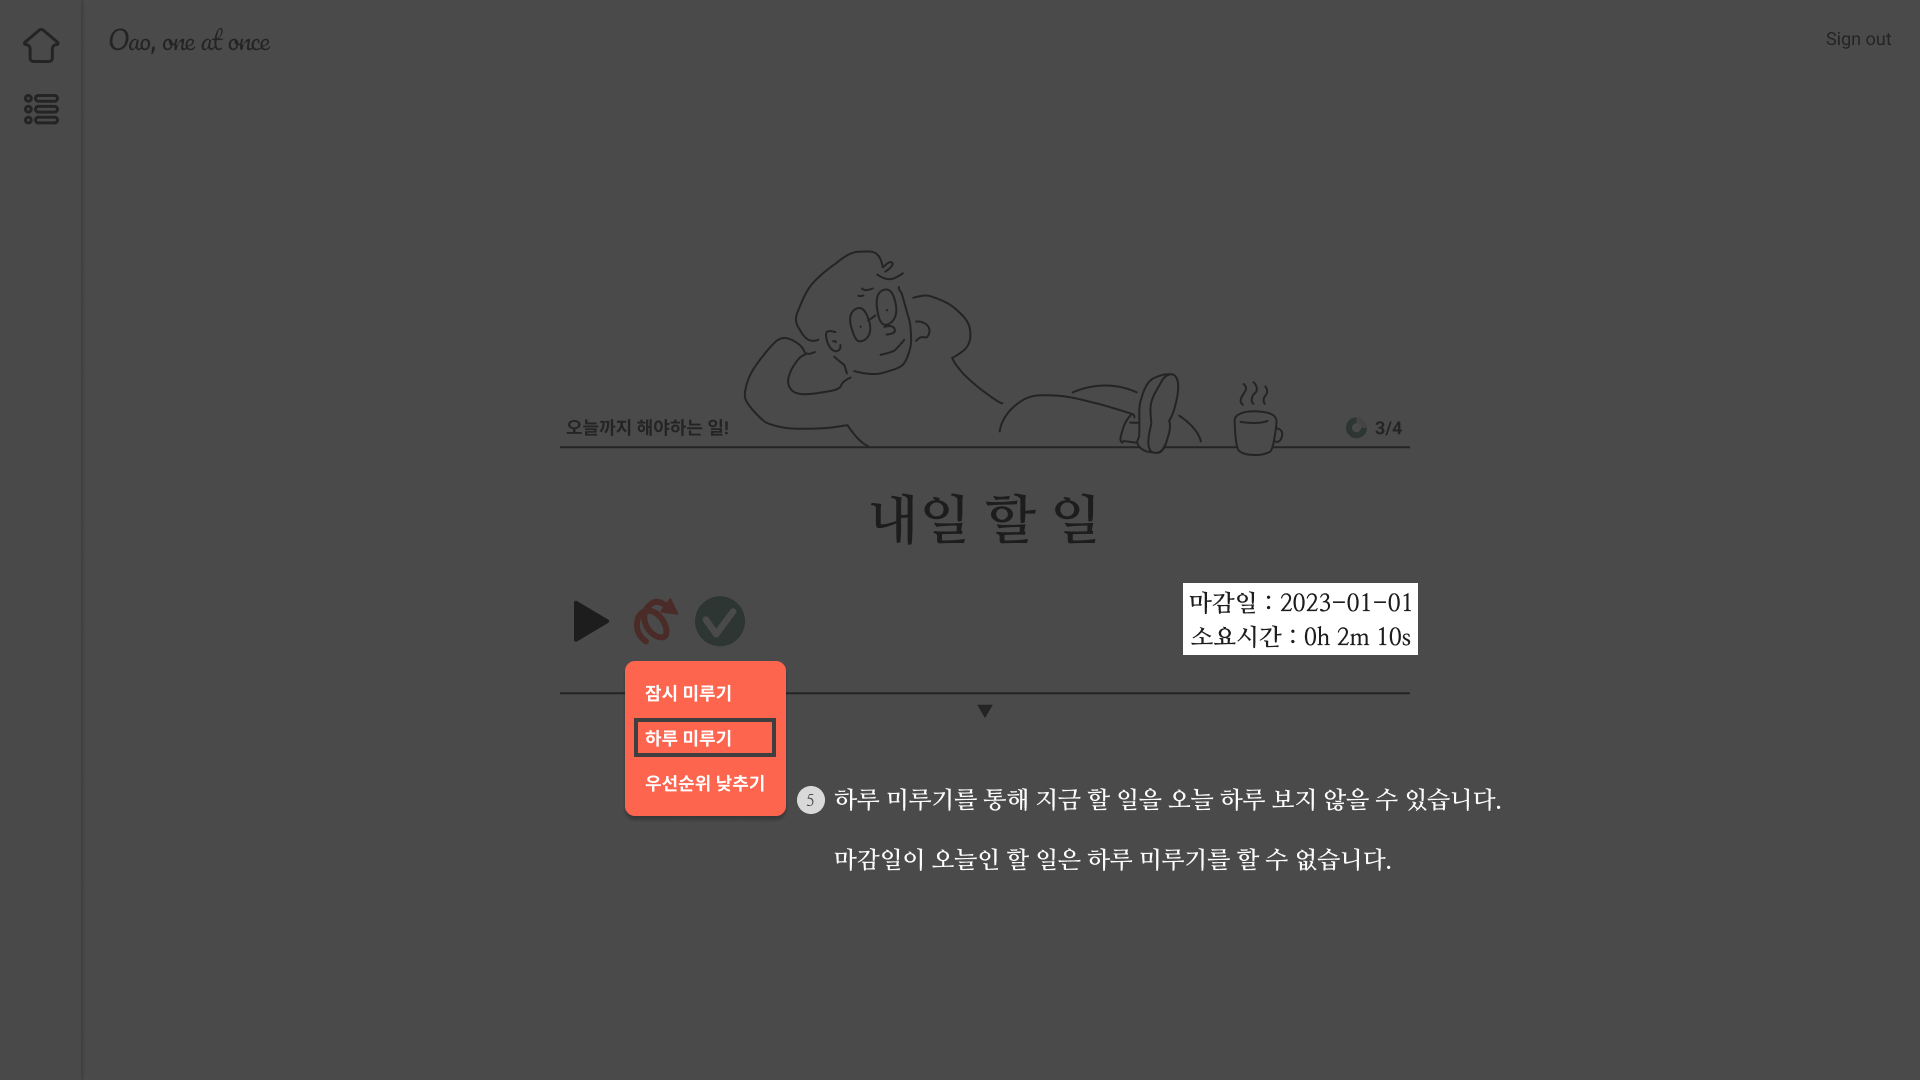 Oao, one at once
Sign out
오늘까지 해야하는 일!
3/4
내일 할 일
마감일 : 2023-01-01
소요시간 : 0h 2m 10s
잠시 미루기
하루 미루기
우선순위 낮추기
5 하루 미루기를 통해 지금 할 일을 오늘 하루 보지 않을 수 있습니다.
마감일이 오늘인 할 일은 하루 미루기를 할 수 없습니다.